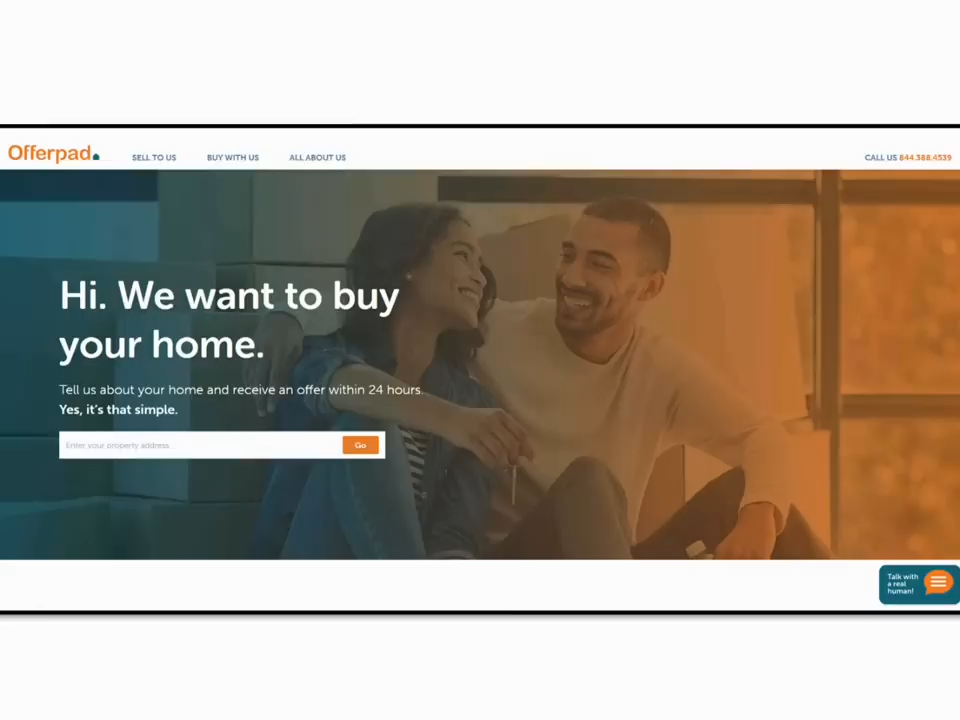 Offerpad.
SELL TO US
BUY WITH US
ALL ABOUT US
CALL US 844.388.4539
Hi. We want to buy
your home.
Tell us about your home and receive an offer within 24 hours.
Yes, it's that simple.
Enter your property address...
Go
Talk with
a real
human!